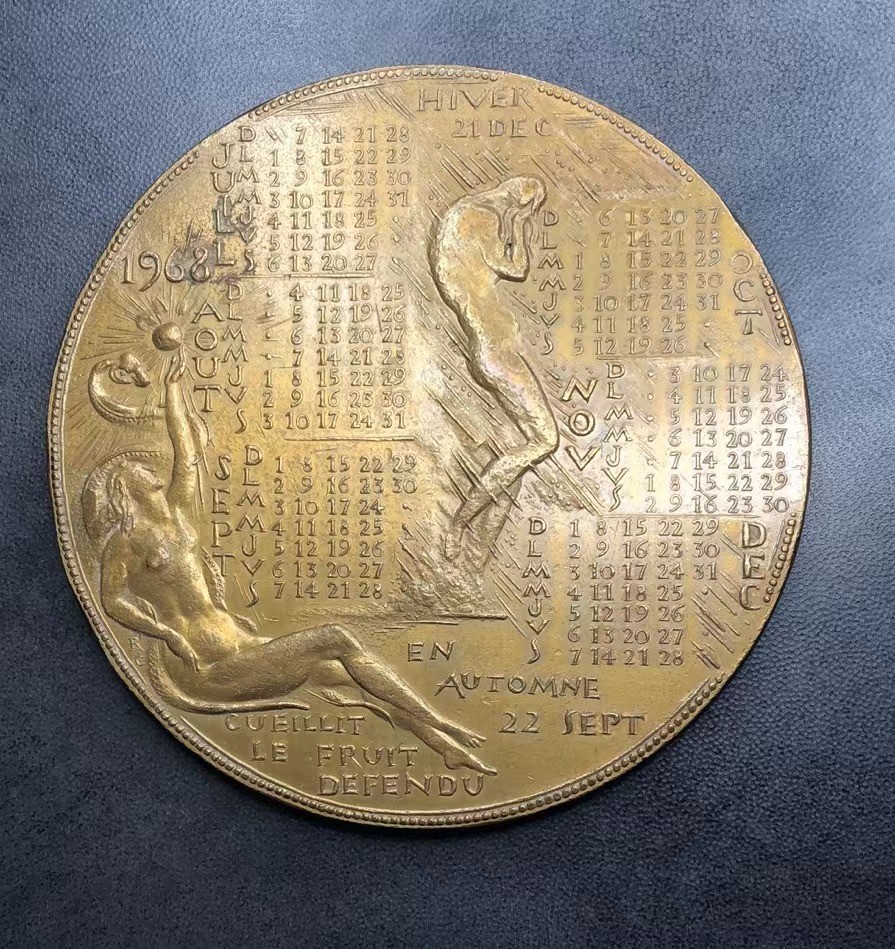 HIVER
21 DEC
1968
JUILL
D 7 14 21 28
L 1 8 15 22 29
M 2 9 16 23 30
M 3 10 17 24 31
J 4 11 18 25
V 5 12 19 26
S 6 13 20 27
AOUT
D 4 11 18 25
L 5 12 19 26
M 6 13 20 27
M 7 14 21 28
J 1 8 15 22 29
V 2 9 16 23 30
S 3 10 17 24 31
SEPT
D 1 8 15 22 29
L 2 9 16 23 30
M 3 10 17 24
M 4 11 18 25
J 5 12 19 26
V 6 13 20 27
S 7 14 21 28
OCT
D 6 13 20 27
L 7 14 21 28
M 1 8 15 22 29
M 2 9 16 23 30
J 3 10 17 24 31
V 4 11 18 25
S 5 12 19 26
NOV
D 3 10 17 24
L 4 11 18 25
M 5 12 19 26
M 6 13 20 27
J 7 14 21 28
V 1 8 15 22 29
S 2 9 16 23 30
DEC
D 1 8 15 22 29
L 2 9 16 23 30
M 3 10 17 24 31
M 4 11 18 25
J 5 12 19 26
V 6 13 20 27
S 7 14 21 28
EN
AUTOMNE
22 SEPT
CUEILLIT
LE FRUIT
DEFENDU